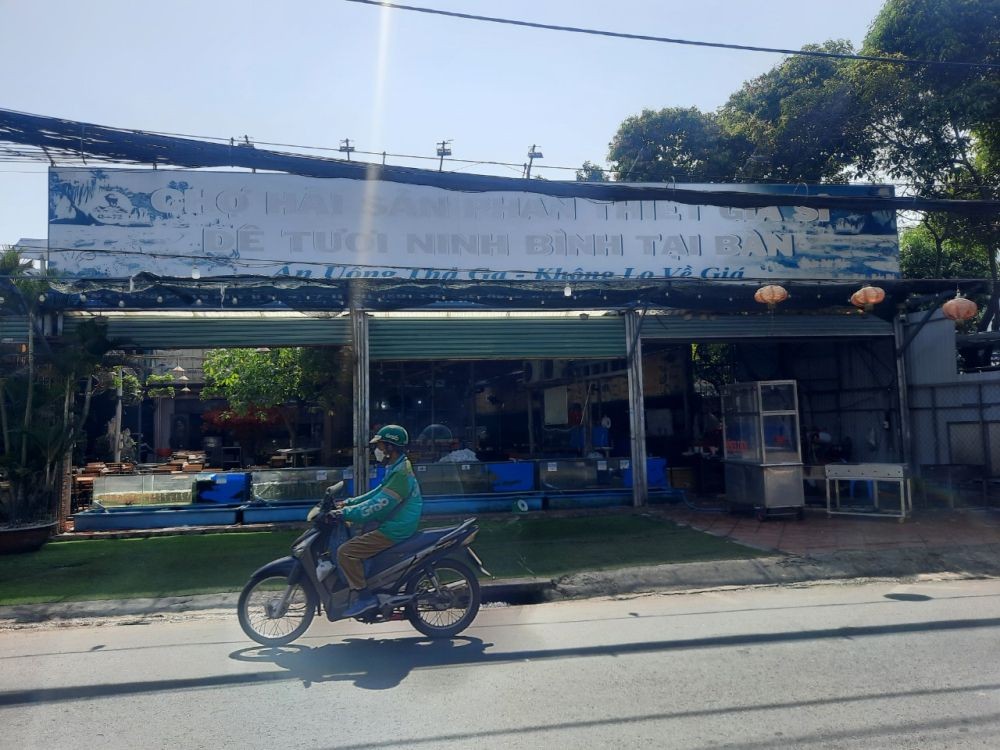 CHỢ HẢI SẢN PHAN THIẾT GIÁ SỈ
DÊ TƯƠI NINH BÌNH TẠI BÀN
Ăn Uống Thả Ga - Không Lo Về Giá
Grab
Grab